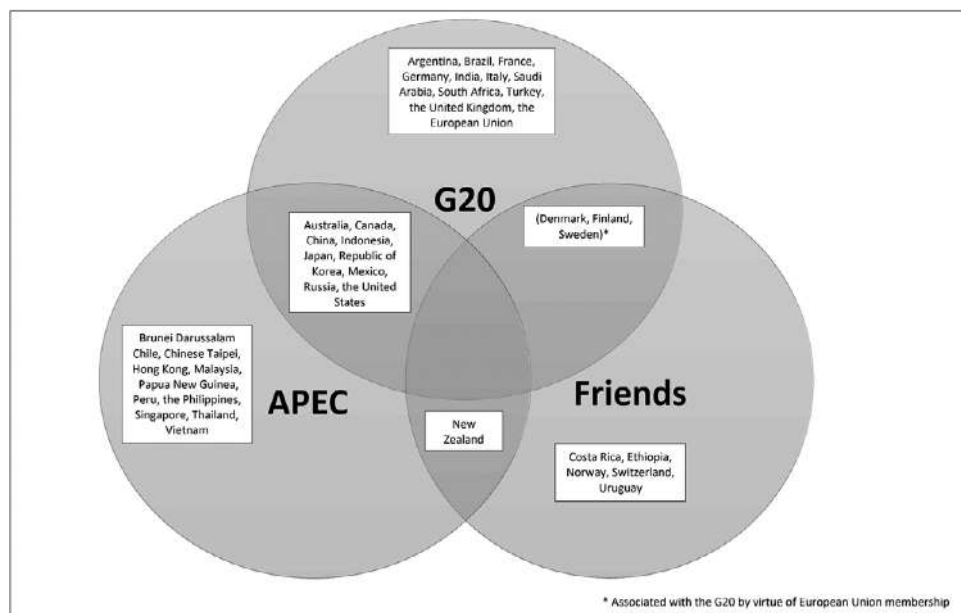 Argentina, Brazil, France,
Germany, India, Italy, Saudi
Arabia, South Africa, Turkey,
the United Kingdom, the
European Union
G20
(Denmark, Finland,
Sweden)*
Australia, Canada,
China, Indonesia,
Japan, Republic of
Korea, Mexico,
Russia, the United
States
Brunei Darussalam
Chile, Chinese Taipei,
Hong Kong, Malaysia,
Papua New Guinea,
Peru, the Philippines,
Singapore, Thailand,
Vietnam
APEC
Friends
New
Zealand
Costa Rica, Ethiopia,
Norway, Switzerland,
Uruguay
* Associated with the G20 by virtue of European Union membership